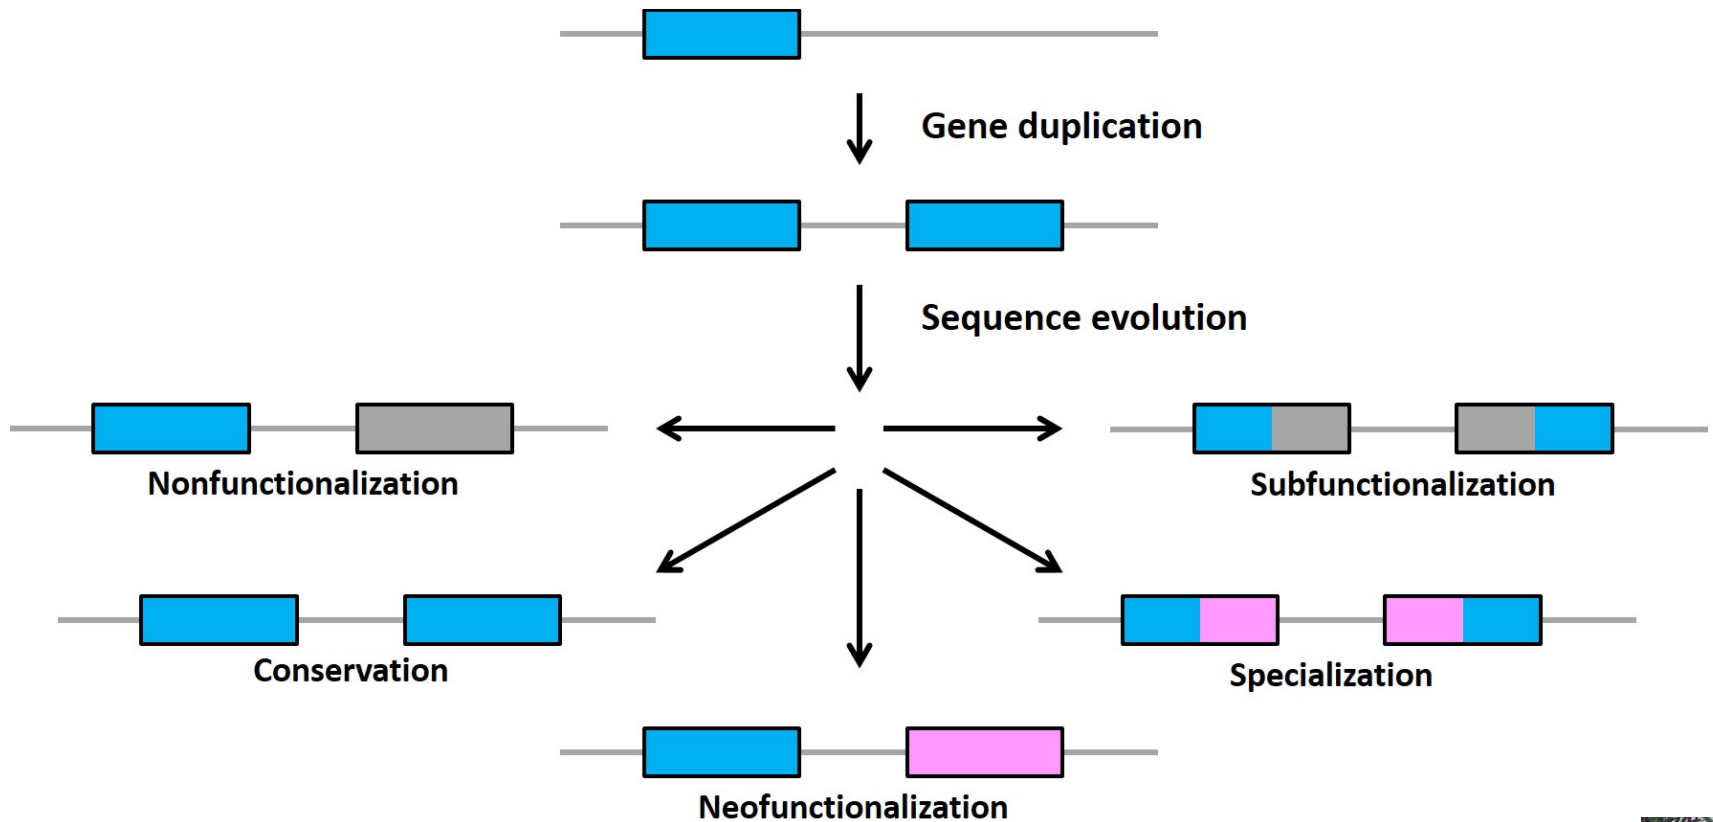 Gene duplication
Sequence evolution
Nonfunctionalization
Subfunctionalization
Conservation
Specialization
Neofunctionalization